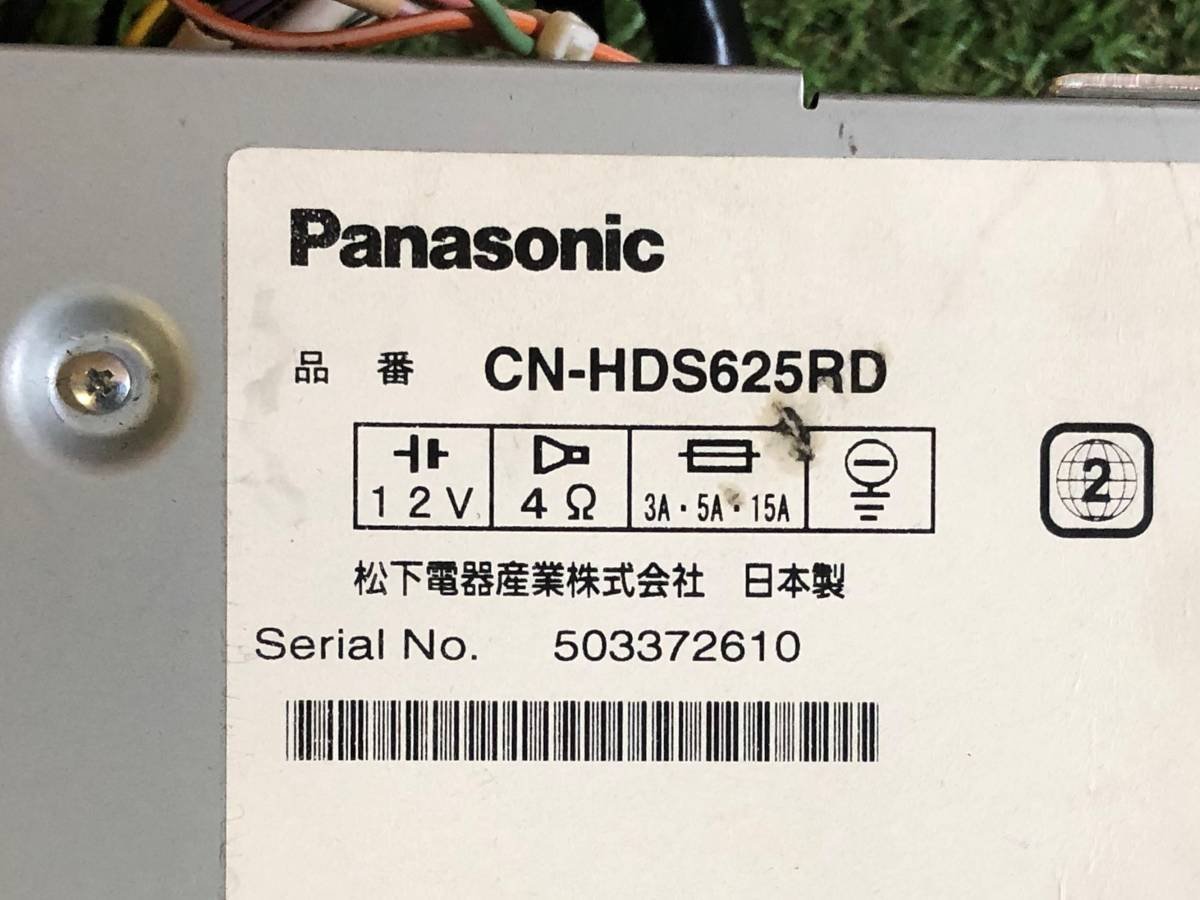 Panasonic
品 番 CN-HDS625RD
12V 4Ω 3A・5A・15A
2
松下電器産業株式会社 日本製
Serial No. 503372610